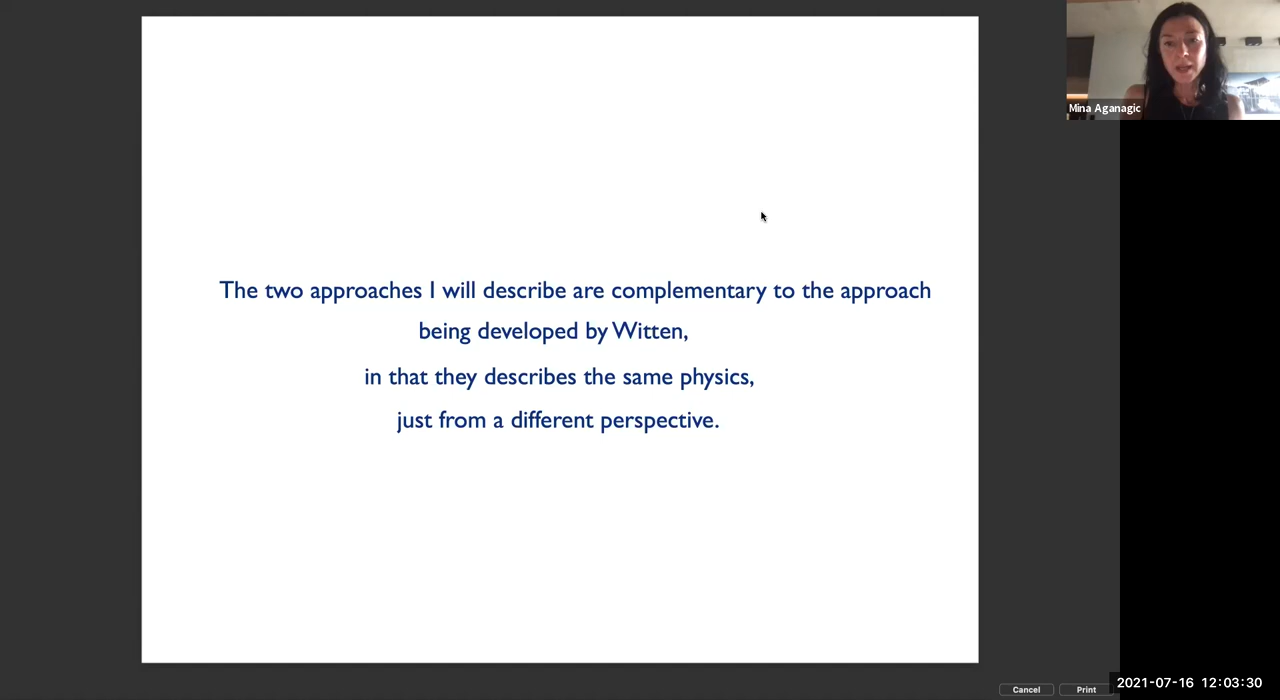 Mina Aganagic
The two approaches I will describe are complementary to the approach
being developed by Witten,
in that they describes the same physics,
just from a different perspective.
Cancel
Print
2021-07-16 12:03:30